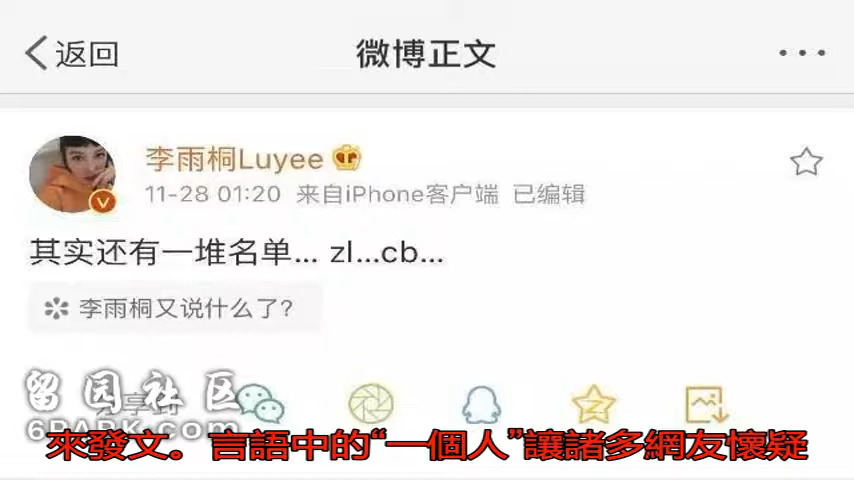 返回 微博正文 ...
李雨桐Luyee
11-28 01:20 来自iPhone客户端 已编辑
其实还有一堆名单... zl...cb...
李雨桐又说什么了?
留园社区
6PARK.com
來發文。言語中的“一個人”讓諸多網友懷疑